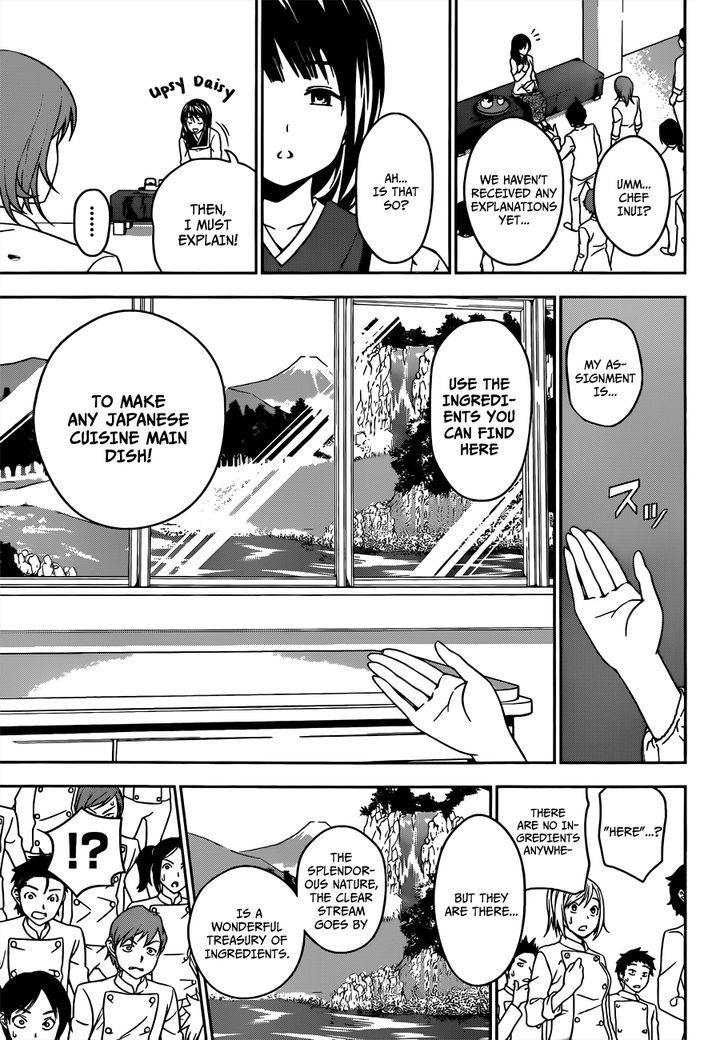 UMM...
CHEF
INUI?
WE HAVEN'T
RECEIVED ANY
EXPLANATIONS
YET...
AH...
IS THAT
SO?
UPSY DAISY
THEN,
I MUST
EXPLAIN!
........
MY AS-
SIGNMENT
IS...
スッ
USE THE
INGREDI-
ENTS YOU
CAN FIND
HERE
TO MAKE
ANY JAPANESE
CUISINE MAIN
DISH!
"HERE"...?
THERE
ARE NO IN-
GREDIENTS
ANYWHE-
BUT THEY
ARE THERE...
THE
SPLENDOR-
OUS NATURE,
THE CLEAR
STREAM
GOES BY
IS A
WONDERFUL
TREASURY OF
INGREDIENTS.
!?